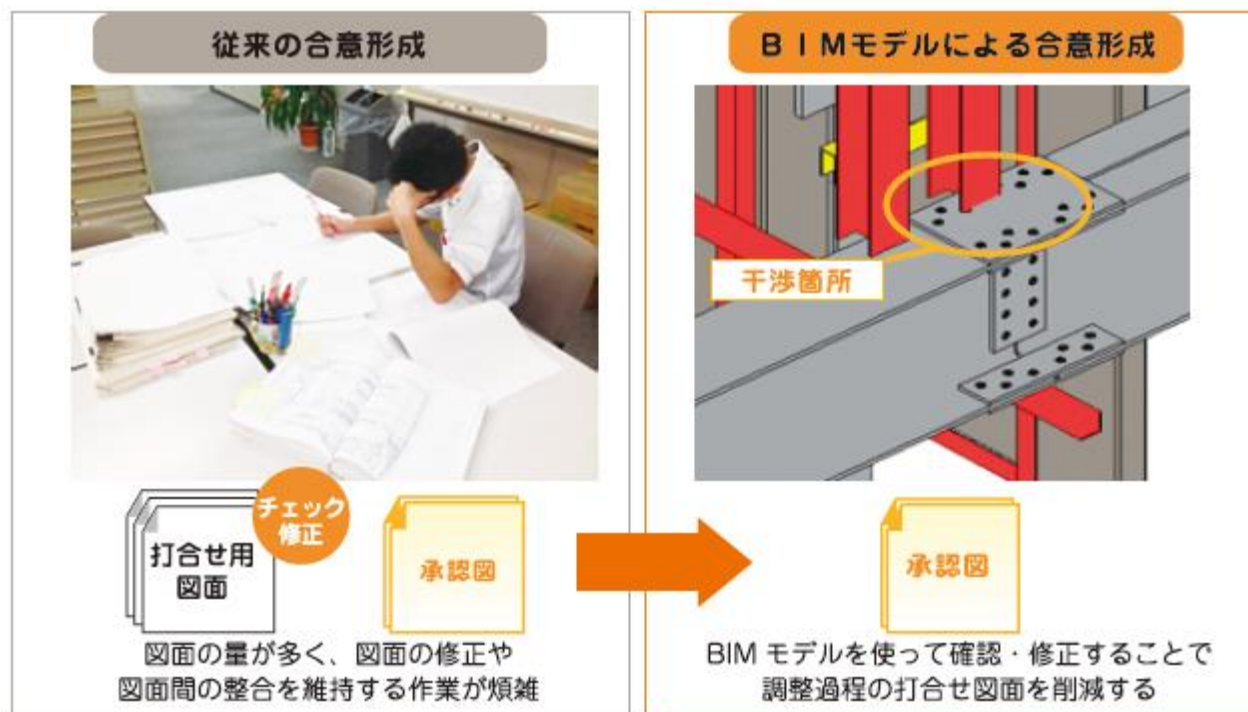 従来の合意形成
チェック
修正
打合せ用
図面
承認図
図面の量が多く、図面の修正や
図面間の整合を維持する作業が煩雑
BIMモデルによる合意形成
干渉箇所
承認図
BIM モデルを使って確認・修正することで
調整過程の打合せ図面を削減する